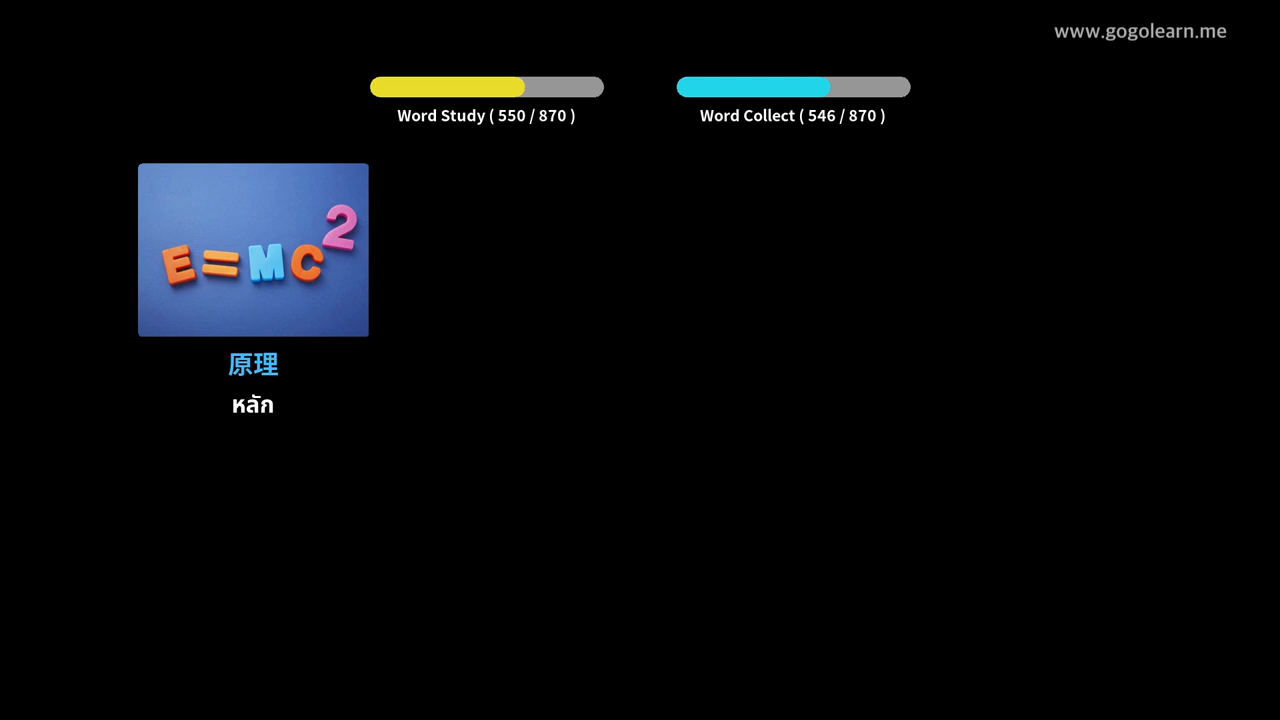 www.gogolearn.me
Word Study ( 550 / 870 )
Word Collect ( 546 / 870 )
E=MC²
原理
หลัก